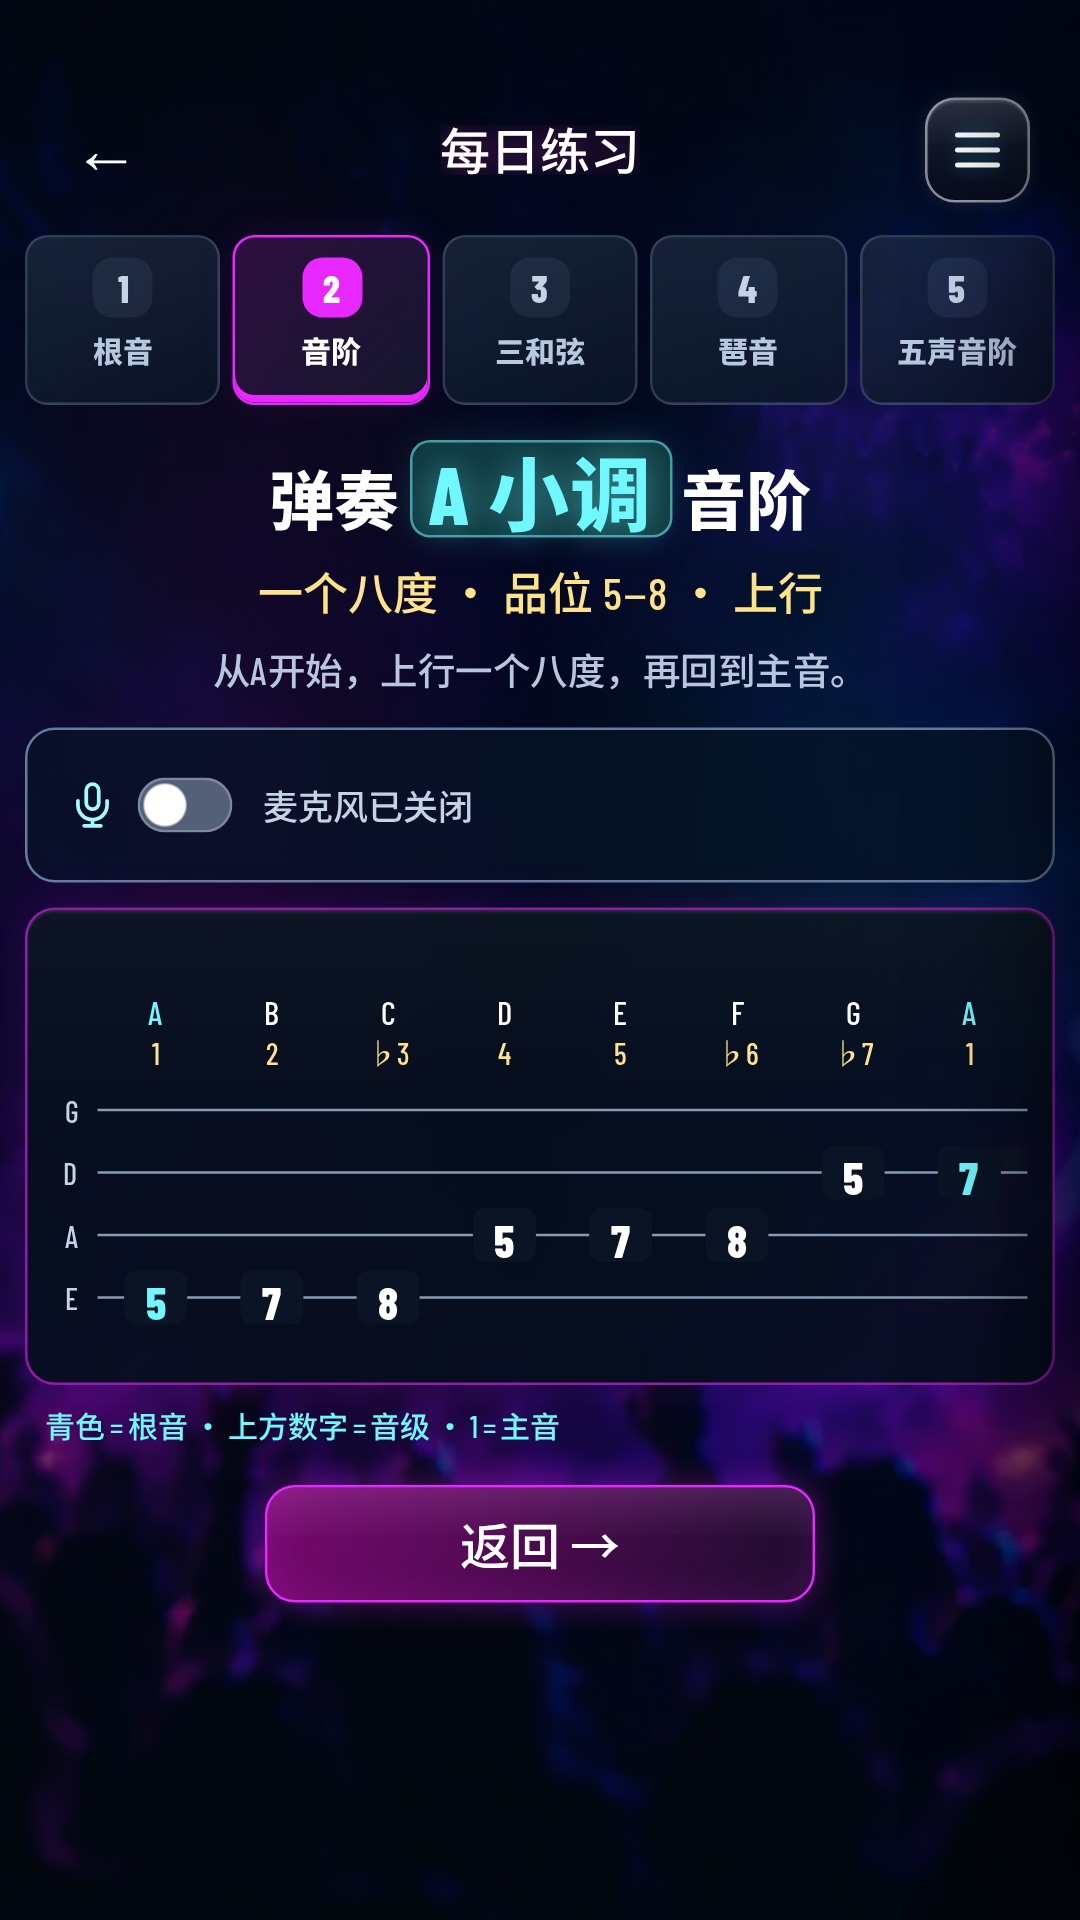 ← 每日练习
1 2 3 4 5
根音 音阶 三和弦 琶音 五声音阶
弹奏 A 小调 音阶
一个八度 • 品位 5–8 • 上行
从A开始，上行一个八度，再回到主音。
麦克风已关闭
A B C D E F G A
1 2 ♭3 4 5 ♭6 ♭7 1
G
D 5 7
A 5 7 8
E 5 7 8
青色=根音 • 上方数字=音级 • 1=主音
返回 →